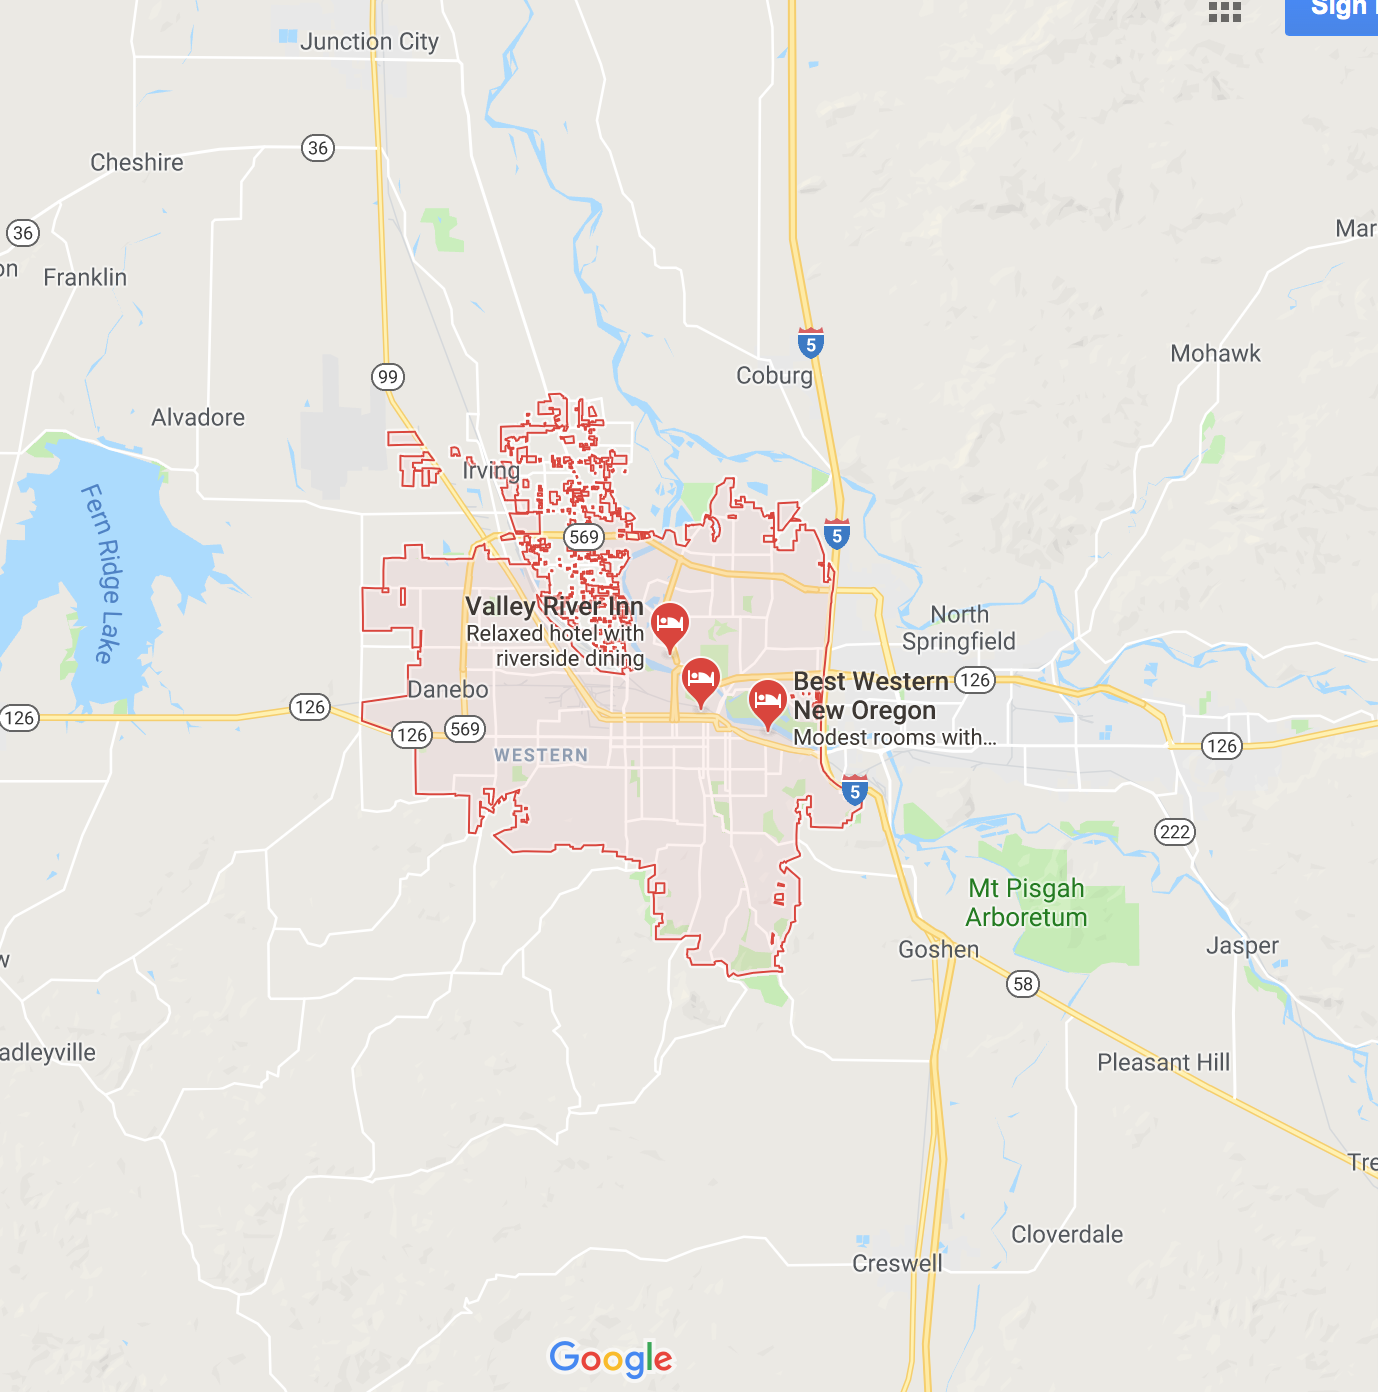 Sign
Junction City
36
Cheshire
36
Mar
on
Franklin
5
Mohawk
Coburg
99
Alvadore
Irving
569
5
Fern Ridge Lake
Valley River Inn
Relaxed hotel with
riverside dining
North
Springfield
126
Best Western
New Oregon
Modest rooms with...
Danebo
126
126
126
569
126
WESTERN
5
222
Mt Pisgah
Arboretum
Goshen
Jasper
58
w
adleyville
Pleasant Hill
Tre
Cloverdale
Creswell
Google